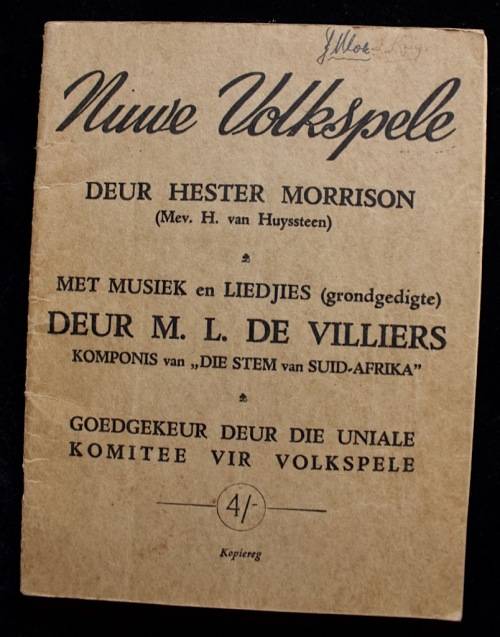 Nuwe Volkspele
DEUR HESTER MORRISON
(Mev. H. van Huyssteen)
MET MUSIEK en LIEDJIES (grondgedigte)
DEUR M. L. DE VILLIERS
KOMPONIS van „DIE STEM van SUID-AFRIKA”
GOEDGEKEUR DEUR DIE UNIALE
KOMITEE VIR VOLKSPELE
4/-
Kopiereg